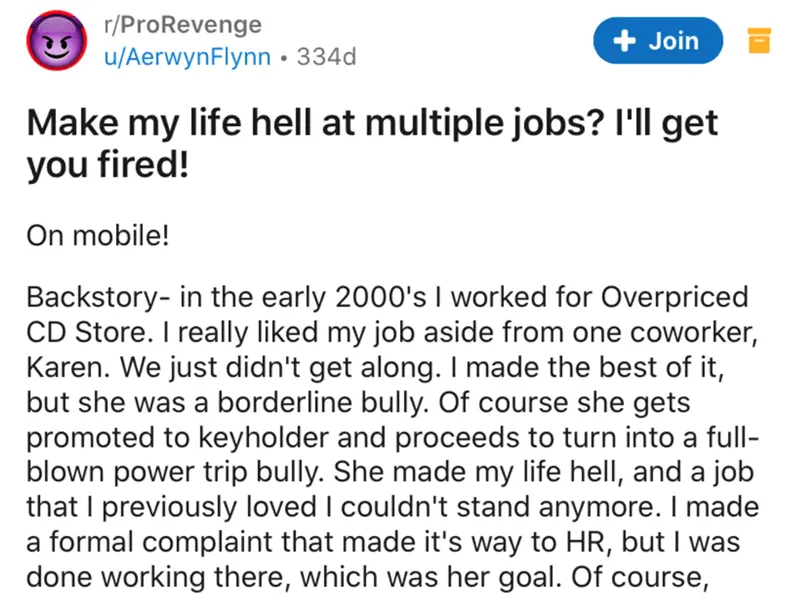 r/ProRevenge
u/AerwynFlynn • 334d
+ Join
Make my life hell at multiple jobs? I'll get
you fired!
On mobile!
Backstory- in the early 2000's I worked for Overpriced
CD Store. I really liked my job aside from one coworker,
Karen. We just didn't get along. I made the best of it,
but she was a borderline bully. Of course she gets
promoted to keyholder and proceeds to turn into a full-
blown power trip bully. She made my life hell, and a job
that I previously loved I couldn't stand anymore. I made
a formal complaint that made it's way to HR, but I was
done working there, which was her goal. Of course,